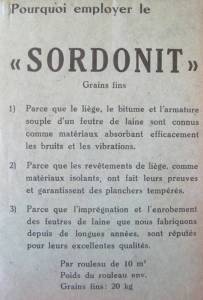 Pourquoi employer le
« SORDONIT »
Grains fins
1) Parce que le liège, le bitume et l'armature
souple d'un feutre de laine sont connus
comme matériaux absorbant efficacement
les bruits et les vibrations.
2) Parce que les revêtements de liège, comme
matériaux isolants, ont fait leurs preuves
et garantissent des planchers tempérés.
3) Parce que l'imprégnation et l'enrobement
des feutres de laine que nous fabriquons
depuis de longues années, sont réputés
pour leurs excellentes qualités.
Par rouleau de 10 m²
Poids du rouleau env.
Grains fins: 20 kg